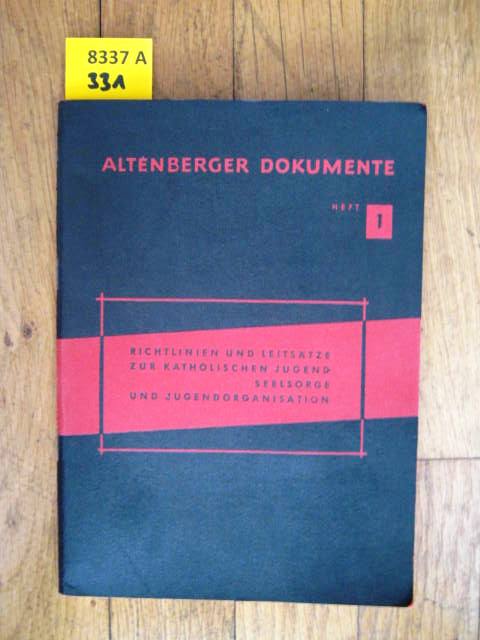 8337 A
331
ALTENBERGER DOKUMENTE
HEFT 1
RICHTLINIEN UND LEITSÄTZE
ZUR KATHOLISCHEN JUGEND
SEELSORGE
UND JUGENDORGANISATION